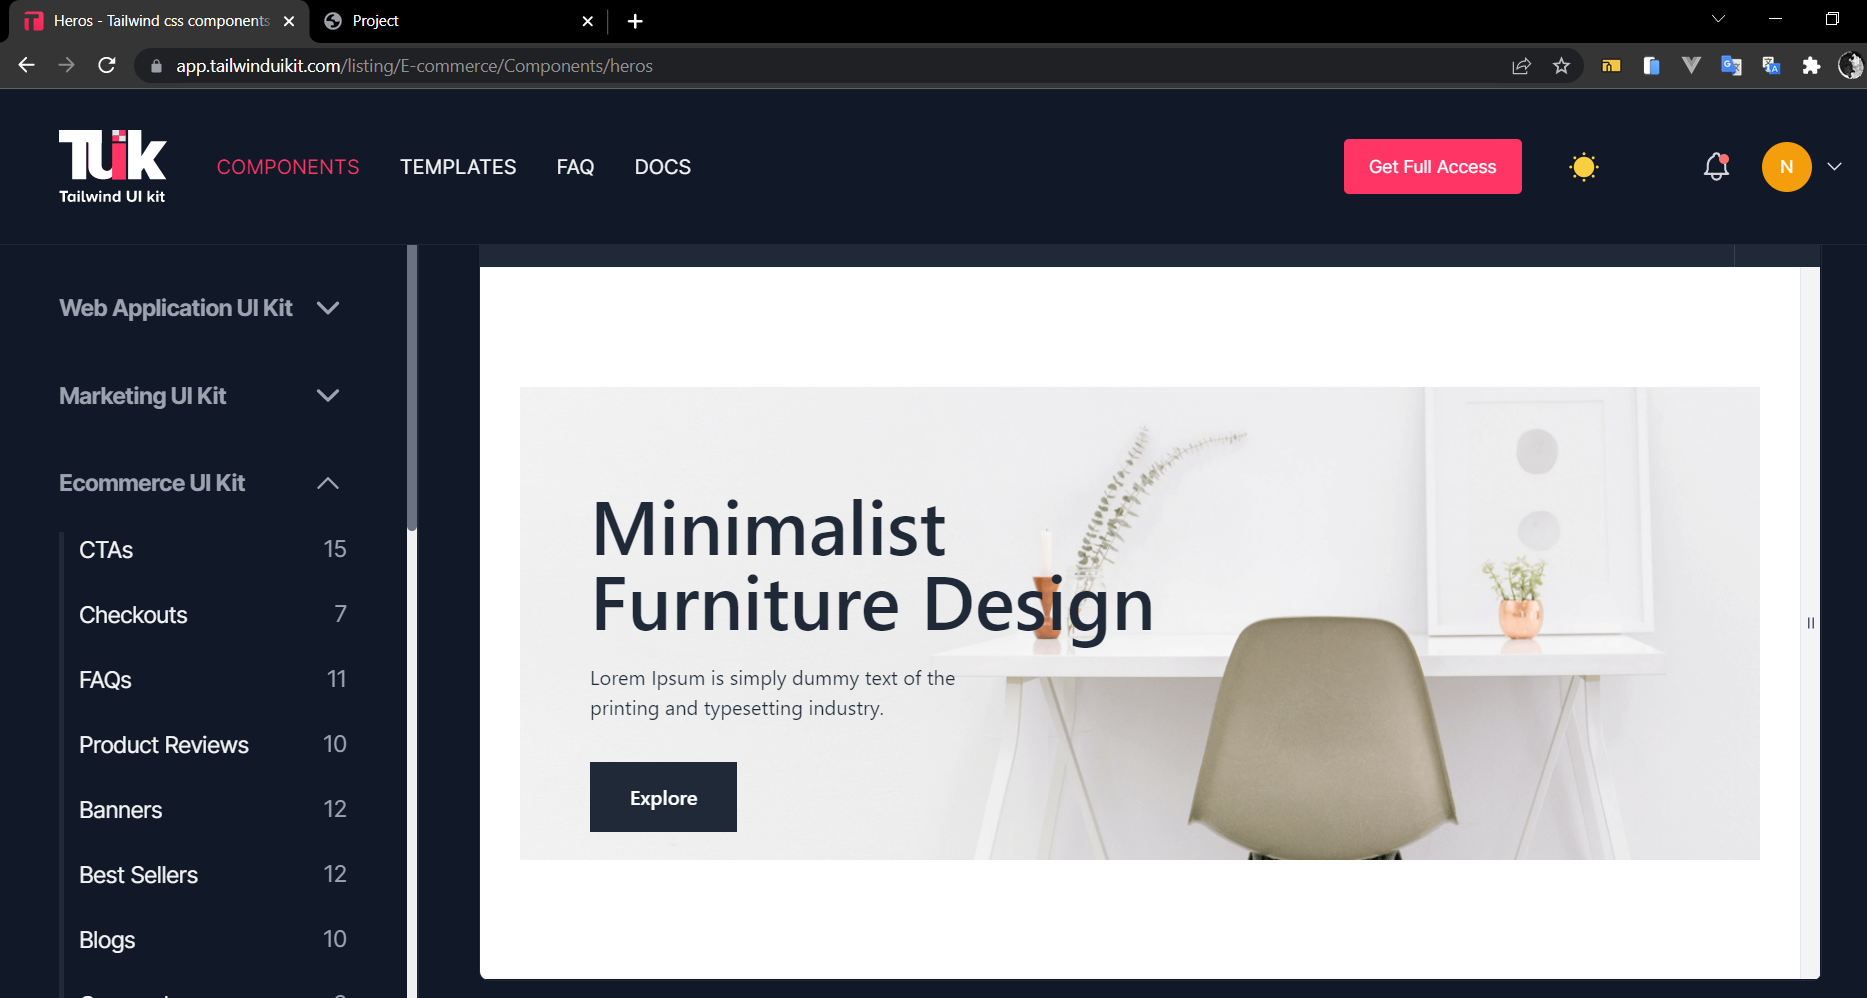 Heros - Tailwind css components
Project
app.tailwinduikit.com/listing/E-commerce/Components/heros
TUiK
Tailwind UI kit
COMPONENTS
TEMPLATES
FAQ
DOCS
Get Full Access
N
Web Application UI Kit
Marketing UI Kit
Ecommerce UI Kit
CTAs 15
Checkouts 7
FAQs 11
Product Reviews 10
Banners 12
Best Sellers 12
Blogs 10
Minimalist
Furniture Design
Lorem Ipsum is simply dummy text of the
printing and typesetting industry.
Explore